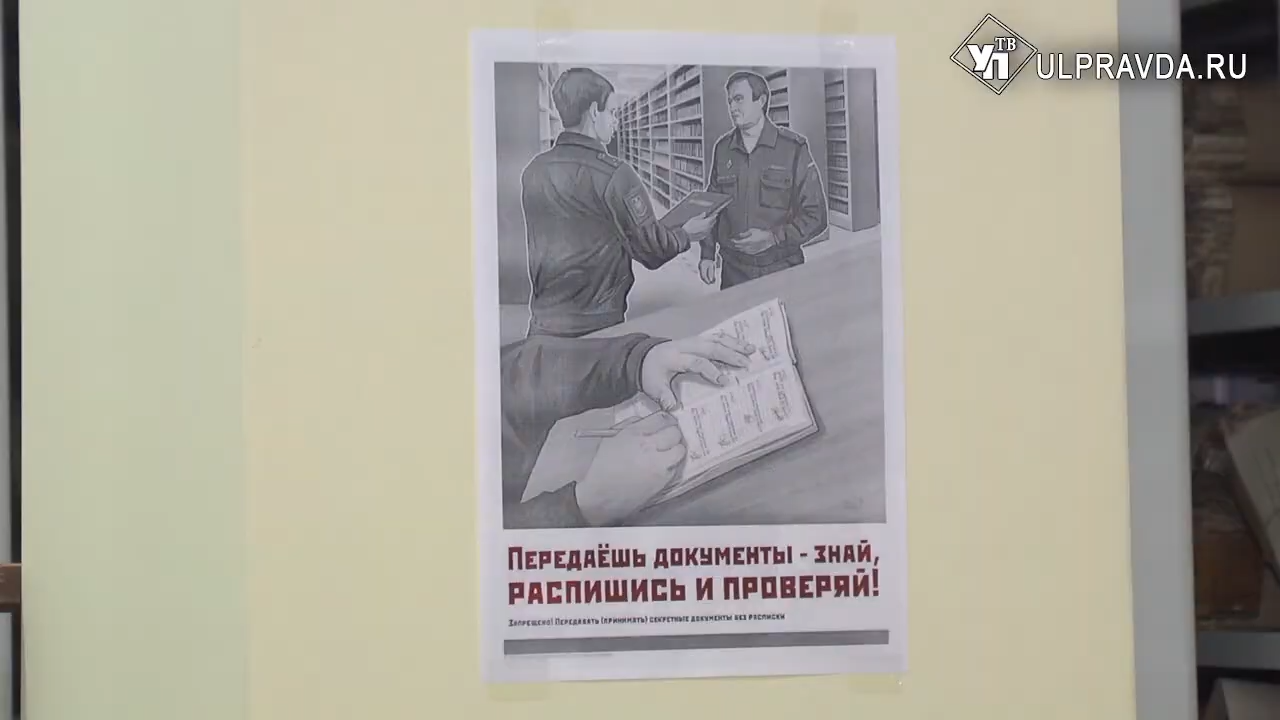 УП ТВ ULPRAVDA.RU
Передаёшь документы - знай,
распишись и проверяй!
Запрещено! Передавать (принимать) секретные документы без расписки